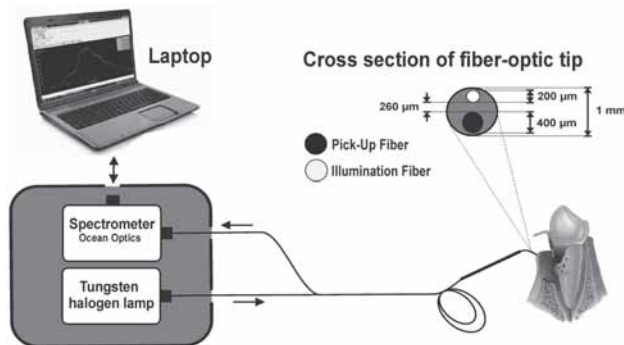 Laptop
Cross section of fiber-optic tip
260 µm
200 µm
400 µm
1 mm
Pick-Up Fiber
Illumination Fiber
Spectrometer
Ocean Optics
Tungsten
halogen lamp